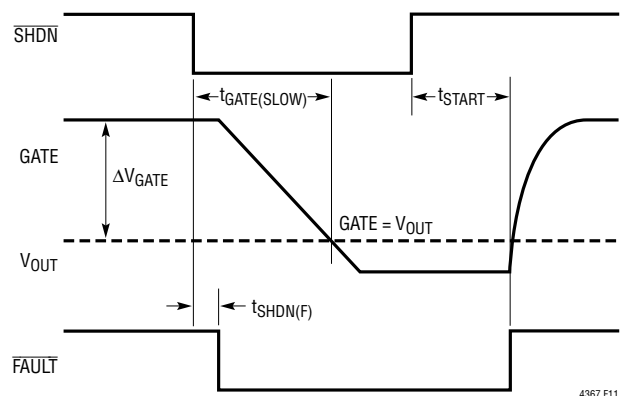 SHDN
tGATE(SLOW)
tSTART
GATE
ΔVGATE
GATE = VOUT
VOUT
tSHDN(F)
FAULT
4367 F11